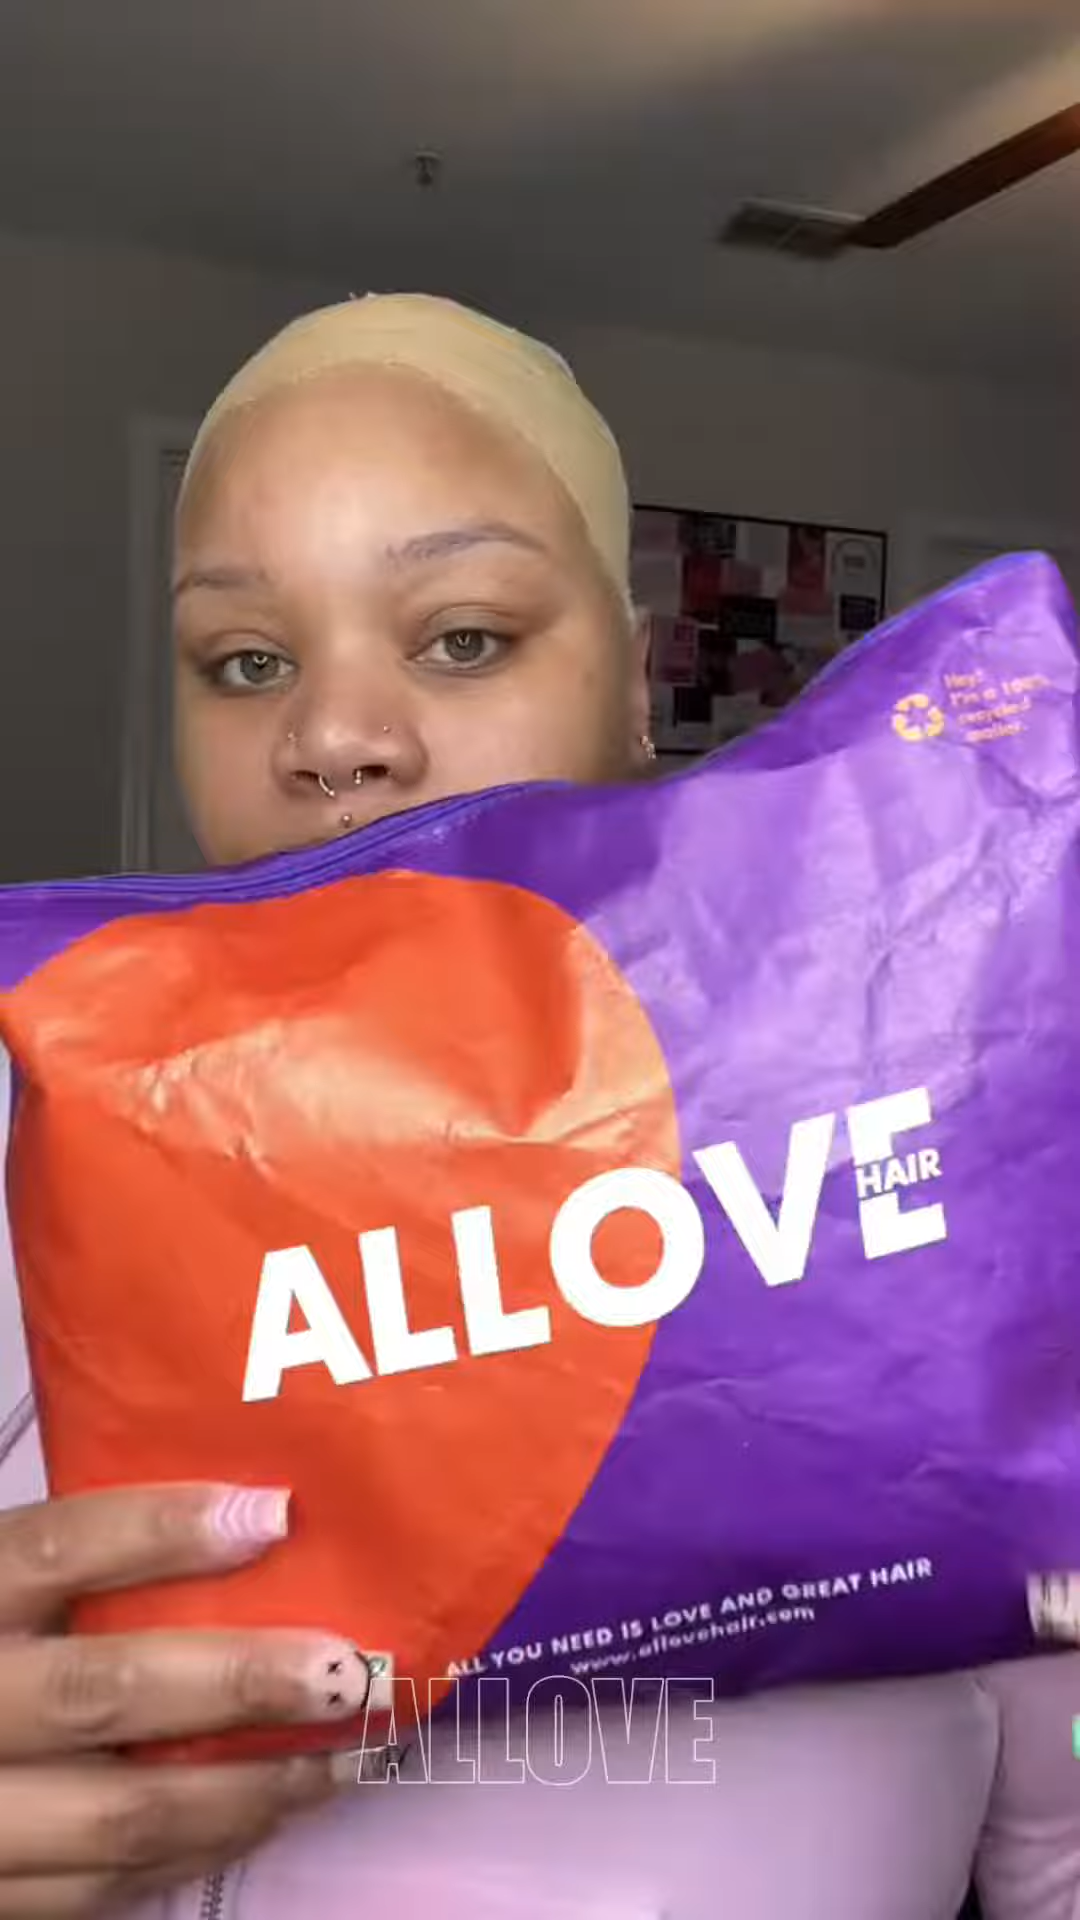 Hey!
I'm a 100%
recycled
mailer.
ALLOVE
HAIR
ALL YOU NEED IS LOVE AND GREAT HAIR
www.allovehair.com
ALLOVE